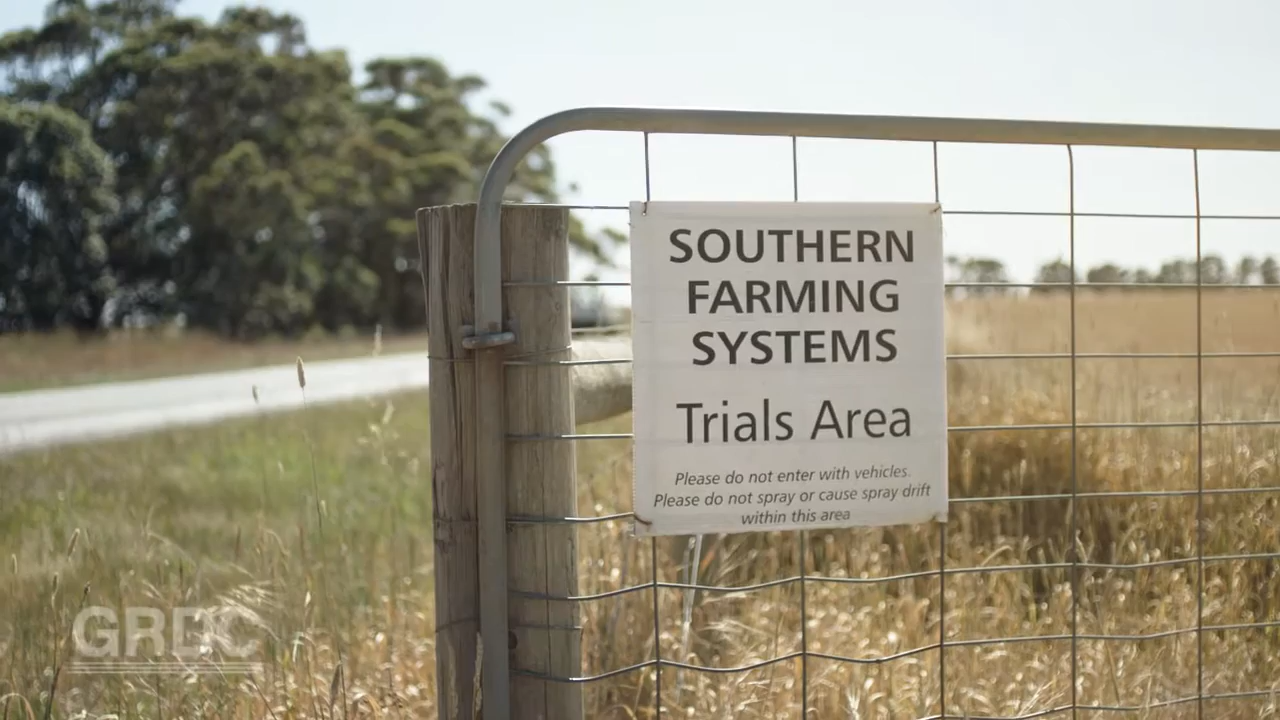 SOUTHERN
FARMING
SYSTEMS
Trials Area
Please do not enter with vehicles.
Please do not spray or cause spray drift
within this area
GRDC